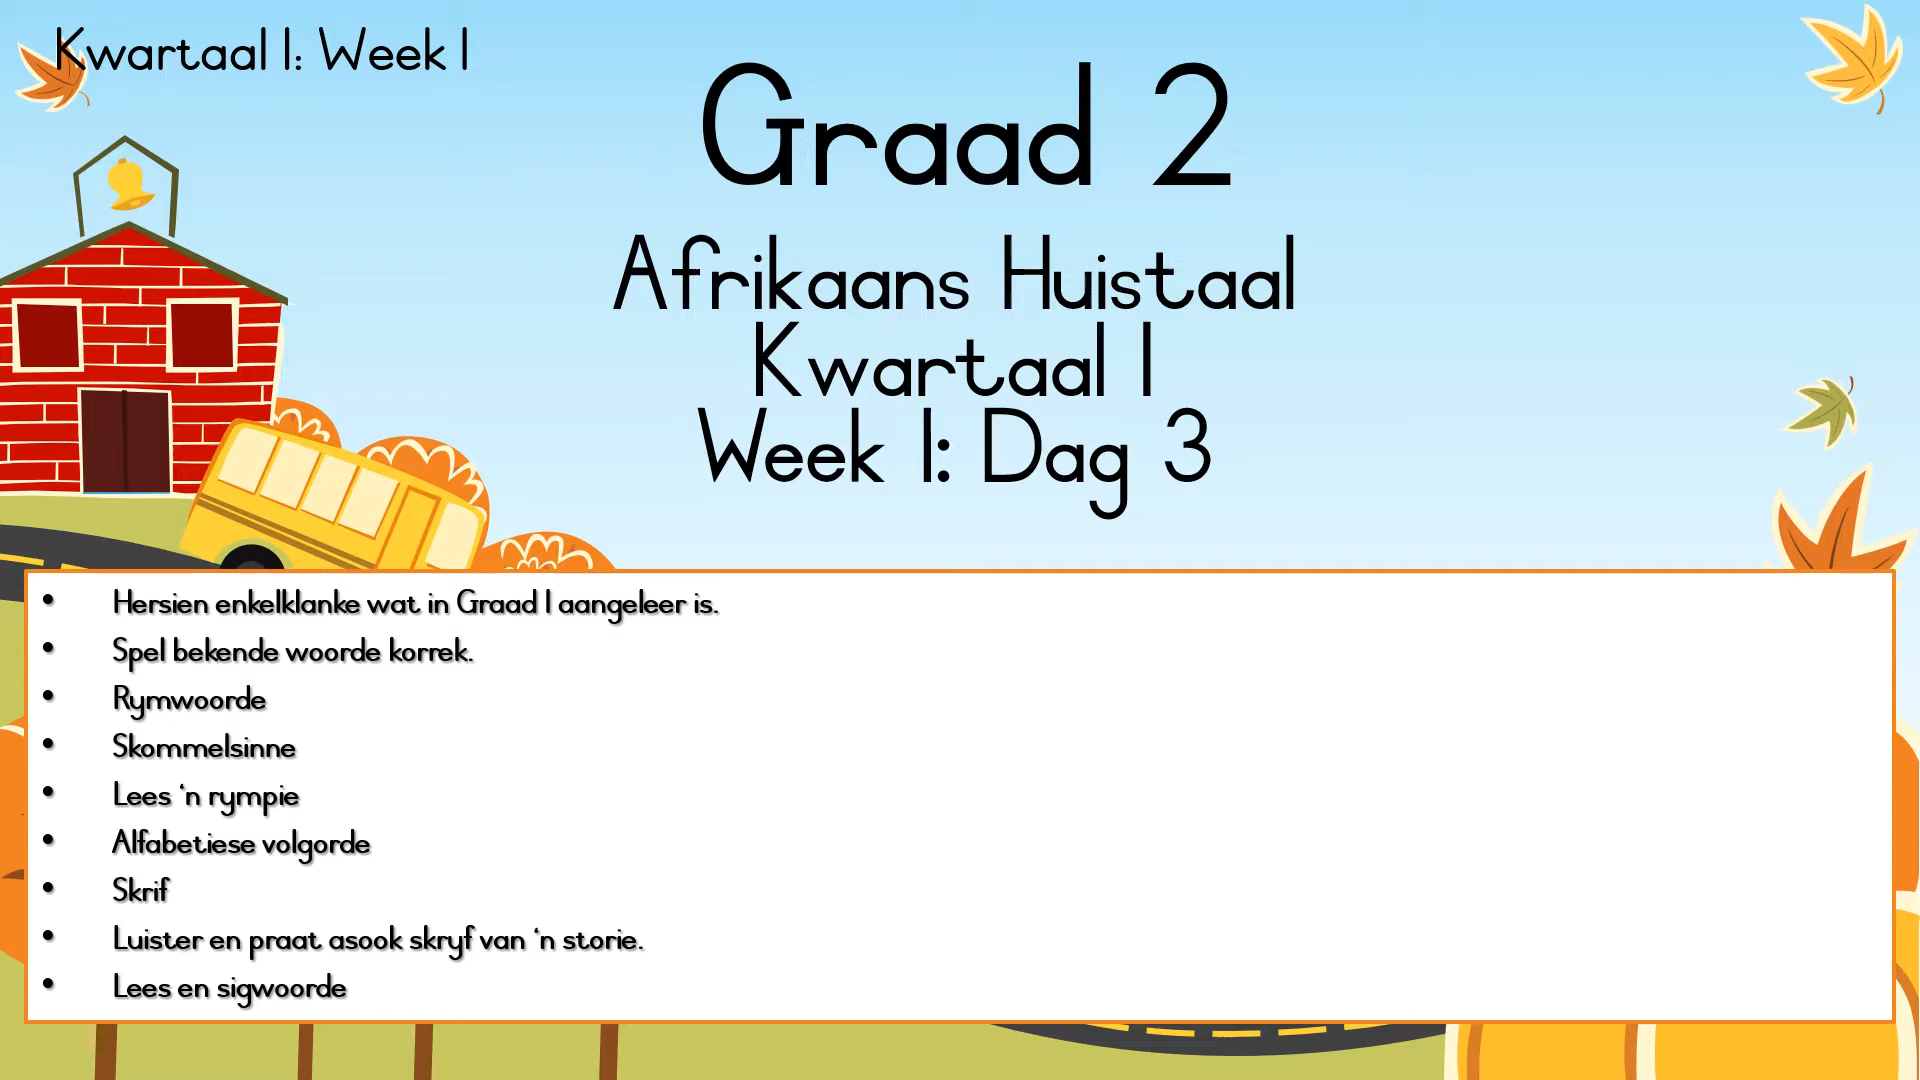 Kwartaal 1: Week 1
Graad 2
Afrikaans Huistaal
Kwartaal 1
Week 1: Dag 3
• Hersien enkelklanke wat in Graad 1 aangeleer is.
• Spel bekende woorde korrek.
• Rymwoorde
• Skommelsinne
• Lees ‘n rympie
• Alfabetiese volgorde
• Skrif
• Luister en praat asook skryf van ‘n storie.
• Lees en sigwoorde